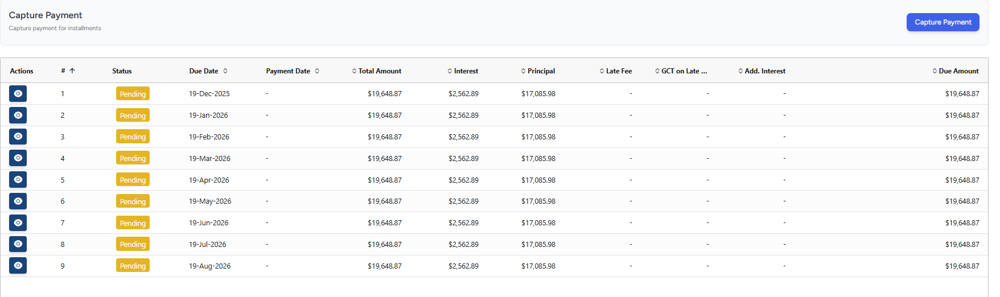 Capture Payment
Capture payment for installments
Capture Payment
Actions # Status Due Date Payment Date Total Amount Interest Principal Late Fee GCT on Late ... Add. Interest Due Amount
1 Pending 19-Dec-2025 - $19,648.87 $2,562.89 $17,085.98 - - - $19,648.87
2 Pending 19-Jan-2026 - $19,648.87 $2,562.89 $17,085.98 - - - $19,648.87
3 Pending 19-Feb-2026 - $19,648.87 $2,562.89 $17,085.98 - - - $19,648.87
4 Pending 19-Mar-2026 - $19,648.87 $2,562.89 $17,085.98 - - - $19,648.87
5 Pending 19-Apr-2026 - $19,648.87 $2,562.89 $17,085.98 - - - $19,648.87
6 Pending 19-May-2026 - $19,648.87 $2,562.89 $17,085.98 - - - $19,648.87
7 Pending 19-Jun-2026 - $19,648.87 $2,562.89 $17,085.98 - - - $19,648.87
8 Pending 19-Jul-2026 - $19,648.87 $2,562.89 $17,085.98 - - - $19,648.87
9 Pending 19-Aug-2026 - $19,648.87 $2,562.89 $17,085.98 - - - $19,648.87